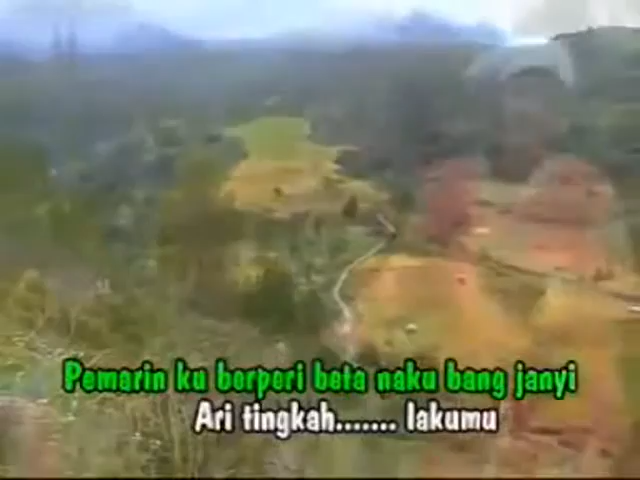 Pemarin ku berperi beta naku bang janyi
Ari tingkah....... lakumu